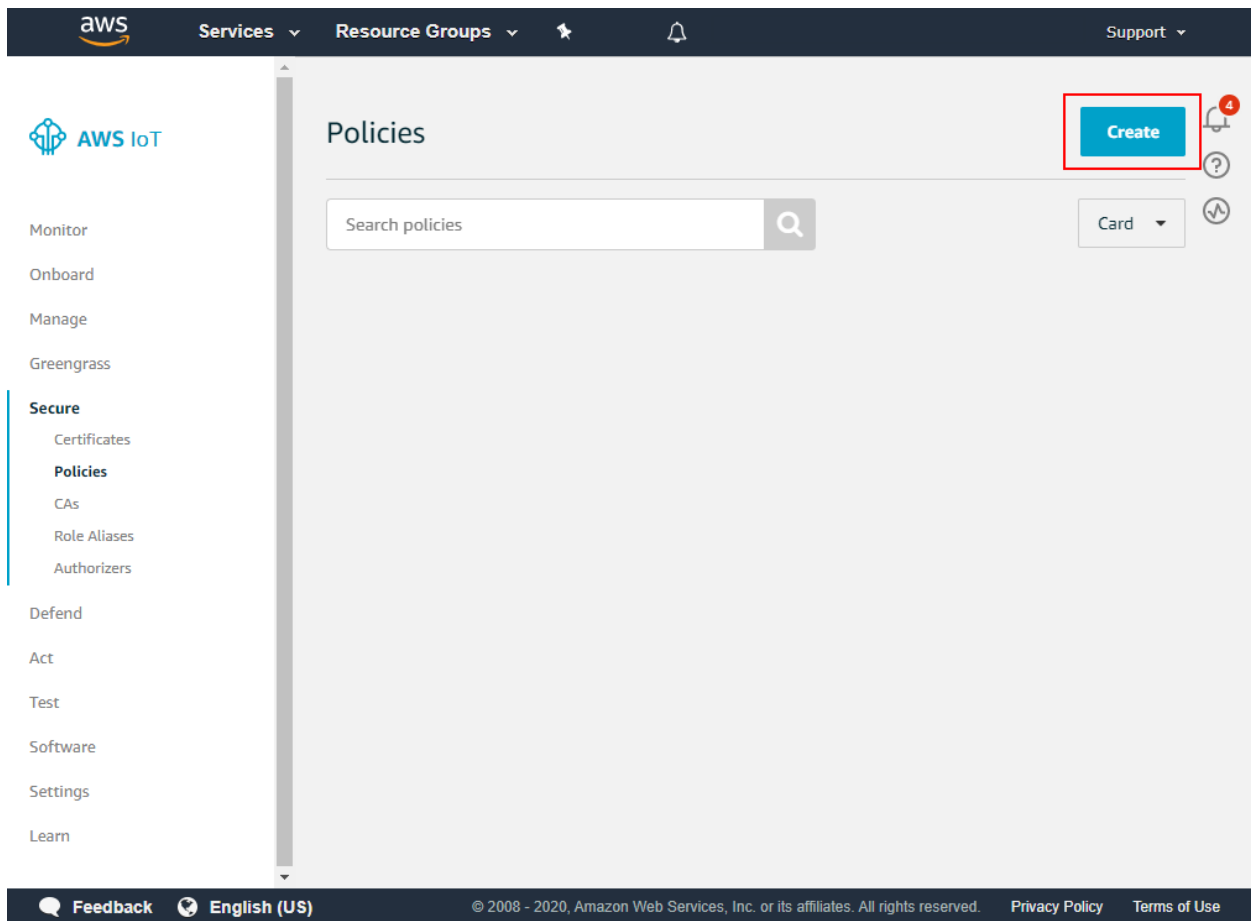 aws Services Resource Groups Support
AWS IoT
Policies
Create
4
Search policies
Card
Monitor
Onboard
Manage
Greengrass
Secure
Certificates
Policies
CAs
Role Aliases
Authorizers
Defend
Act
Test
Software
Settings
Learn
Feedback English (US) © 2008 - 2020, Amazon Web Services, Inc. or its affiliates. All rights reserved. Privacy Policy Terms of Use